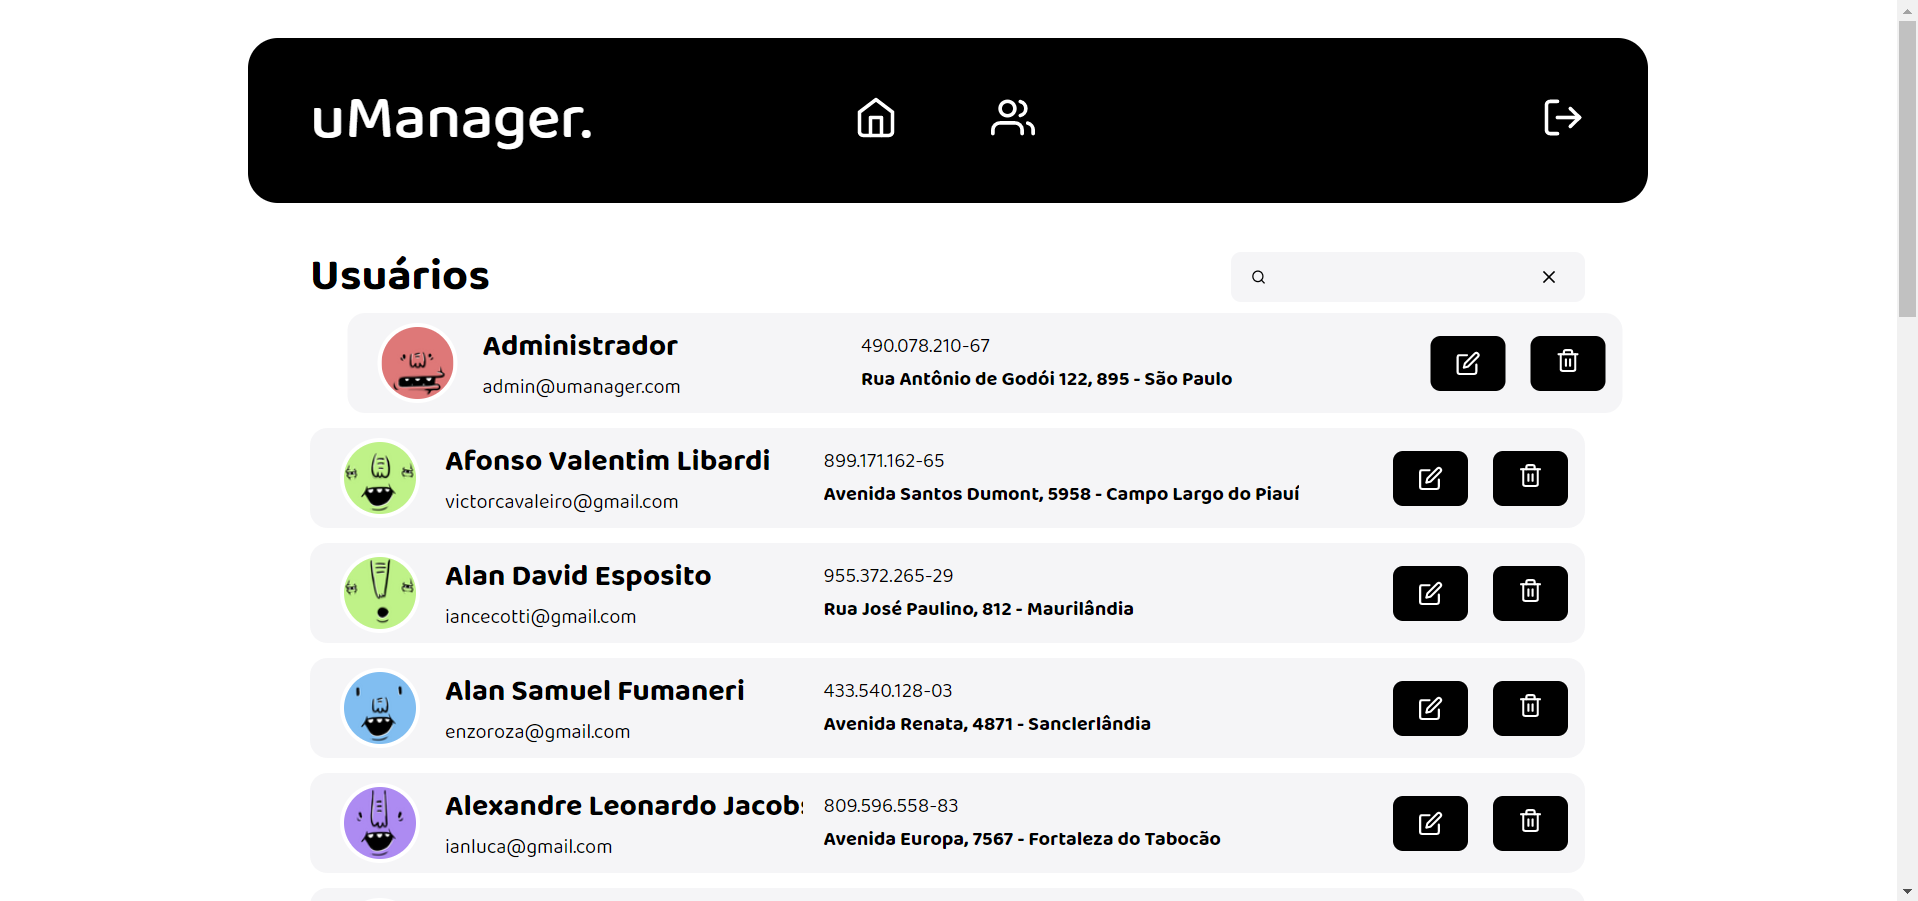 uManager.
Usuários
Administrador
admin@umanager.com
490.078.210-67
Rua Antônio de Godói 122, 895 - São Paulo
Afonso Valentim Libardi
victorcavaleiro@gmail.com
899.171.162-65
Avenida Santos Dumont, 5958 - Campo Largo do Piauí
Alan David Esposito
iancecotti@gmail.com
955.372.265-29
Rua José Paulino, 812 - Maurilândia
Alan Samuel Fumaneri
enzoroza@gmail.com
433.540.128-03
Avenida Renata, 4871 - Sanclerlândia
Alexandre Leonardo Jacobs
ianluca@gmail.com
809.596.558-83
Avenida Europa, 7567 - Fortaleza do Tabocão